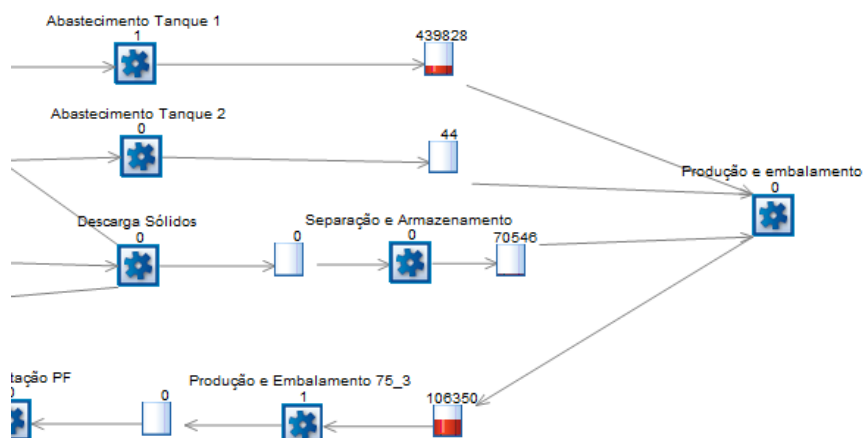 Abastecimento Tanque 1
1
439828
Abastecimento Tanque 2
0
44
Produção e embalamento
0
Descarga Sólidos
0
0
Separação e Armazenamento
0
70546
PF
0
Produção e Embalamento 75_3
1
106350